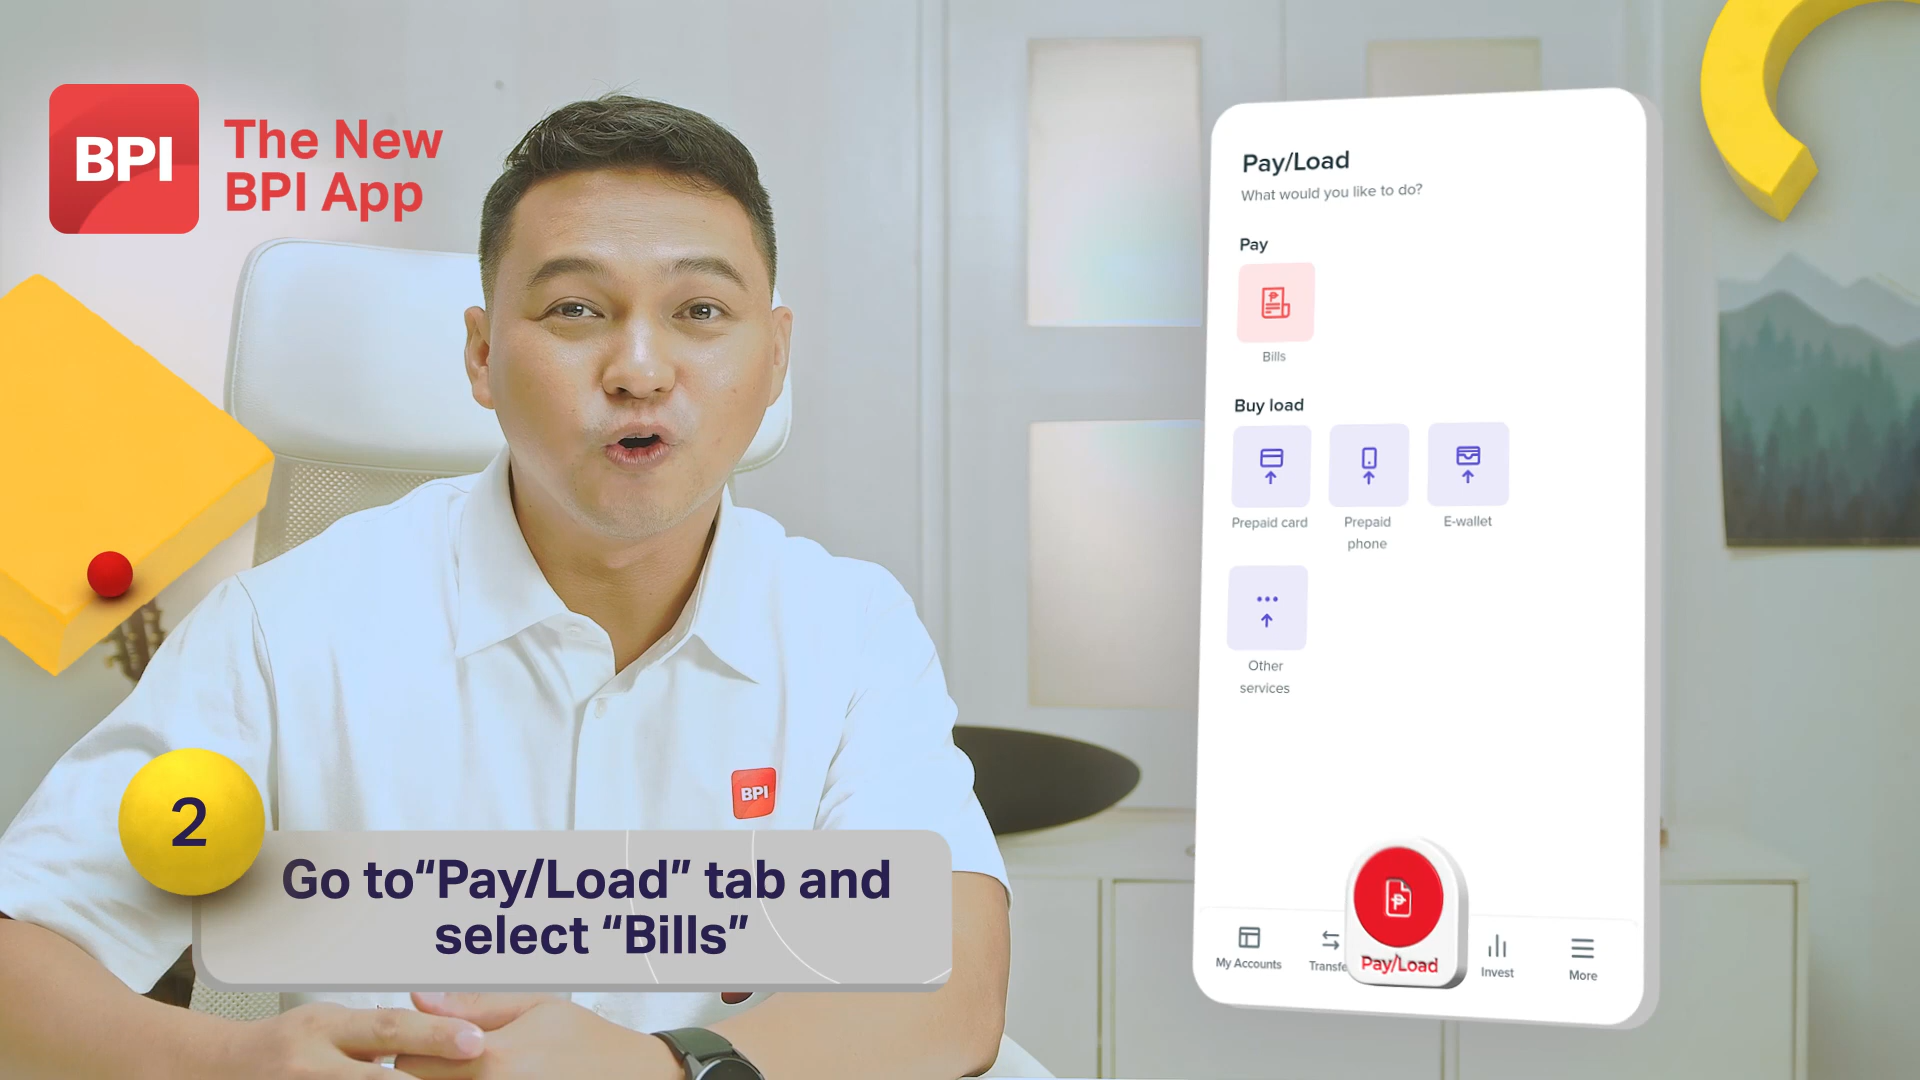 BPI
The New
BPI App
Pay/Load
What would you like to do?
Pay
Bills
Buy load
Prepaid card
Prepaid
phone
E-wallet
Other
services
BPI
2
Go to“Pay/Load” tab and
select “Bills”
My Accounts
Transfe
Pay/Load
Invest
More